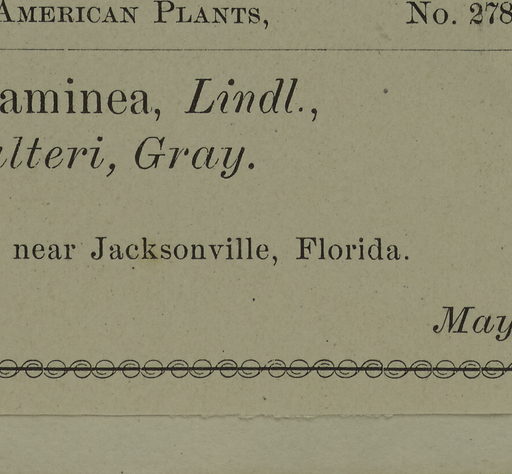 American Plants, No. 278
aminea, Lindl.,
lteri, Gray.
near Jacksonville, Florida.
May